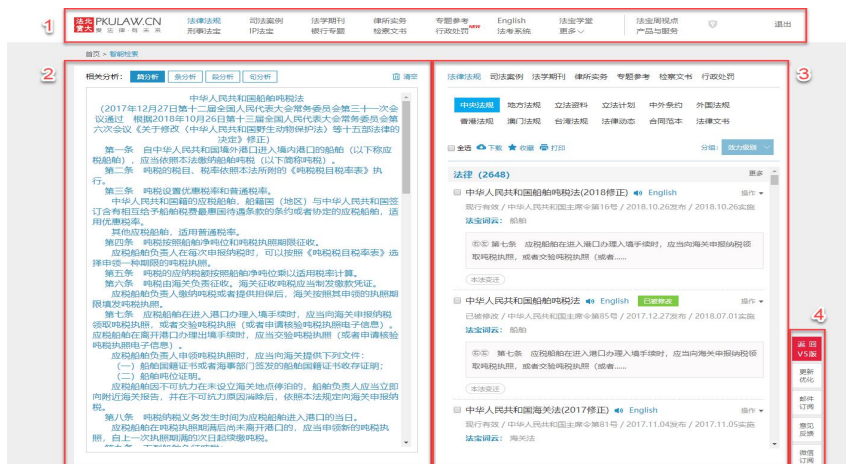 1
北大法宝 PKULAW.CN
爱 法 律 · 有 未 来
法律法规 司法案例 法学期刊 律所实务 专题参考 English 法宝学堂 法宝周视点 退出
刑事法宝 IP法宝 银行专题 检察文书 行政处罚 NEW 法考系统 更多 产品与服务
首页 > 智能检索
2
相关分析： 篇分析 条分析 段分析 句分析 清空
中华人民共和国船舶吨税法
（2017年12月27日第十二届全国人民代表大会常务委员会第三十一次会
议通过 根据2018年10月26日第十三届全国人民代表大会常务委员会第
六次会议《关于修改〈中华人民共和国野生动物保护法〉等十五部法律的
决定》修正）
第一条 自中华人民共和国境外港口进入境内港口的船舶（以下称应
税船舶），应当依照本法缴纳船舶吨税（以下简称吨税）。
第二条 吨税的税目、税率依照本法所附的《吨税税目税率表》执
行。
第三条 吨税设置优惠税率和普通税率。
中华人民共和国籍的应税船舶，船籍国（地区）与中华人民共和国签
订含有相互给予船舶税费最惠国待遇条款的条约或者协定的应税船舶，适
用优惠税率。
其他应税船舶，适用普通税率。
第四条 吨税按照船舶净吨位和吨税执照期限征收。
应税船舶负责人在每次申报纳税时，可以按照《吨税税目税率表》选
择申领一种期限的吨税执照。
第五条 吨税的应纳税额按照船舶净吨位乘以适用税率计算。
第六条 吨税由海关负责征收。海关征收吨税应当制发缴款凭证。
应税船舶负责人缴纳吨税或者提供担保后，海关按照其申领的执照期
限填发吨税执照。
第七条 应税船舶在进入港口办理入境手续时，应当向海关申报纳税
领取吨税执照，或者交验吨税执照（或者申请核验吨税执照电子信息）。
应税船舶在离开港口办理出境手续时，应当交验吨税执照（或者申请核验
吨税执照电子信息）。
应税船舶负责人申领吨税执照时，应当向海关提供下列文件：
（一）船舶国籍证书或者海事部门签发的船舶国籍证书收存证明；
（二）船舶吨位证明。
应税船舶因不可抗力在未设立海关地点停泊的，船舶负责人应当立即
向附近海关报告，并在不可抗力原因消除后，依照本法规定向海关申报纳
税。
第八条 吨税纳税义务发生时间为应税船舶进入港口的当日。
应税船舶在吨税执照期满后尚未离开港口的，应当申领新的吨税执
照，自上一次执照期满的次日起续缴吨税。
3
法律法规 司法案例 法学期刊 律所实务 专题参考 检察文书 行政处罚
中央法规 地方法规 立法资料 立法计划 中外条约 外国法规
香港法规 澳门法规 台湾法规 法律动态 合同范本 法律文书
全选 下载 收藏 打印 分组： 效力级别
法律（2648） 更多
中华人民共和国船舶吨税法(2018修正) English 操作
现行有效 / 中华人民共和国主席令第16号 / 2018.10.26发布 / 2018.10.26实施
法宝词云： 船舶
第七条 应税船舶在进入港口办理入境手续时，应当向海关申报纳税领
取吨税执照，或者交验吨税执照（或者......
本法变迁
中华人民共和国船舶吨税法 English 已被修改 操作
已被修改 / 中华人民共和国主席令第85号 / 2017.12.27发布 / 2018.07.01实施
法宝词云： 船舶
第七条 应税船舶在进入港口办理入境手续时，应当向海关申报纳税领
取吨税执照，或者交验吨税执照（或者......
本法变迁
中华人民共和国海关法(2017修正) English 操作
现行有效 / 中华人民共和国主席令第81号 / 2017.11.04发布 / 2017.11.05实施
法宝词云： 海关法
4
返 回
V5版
更新
优化
邮件
订阅
意见
反馈
微信
订阅